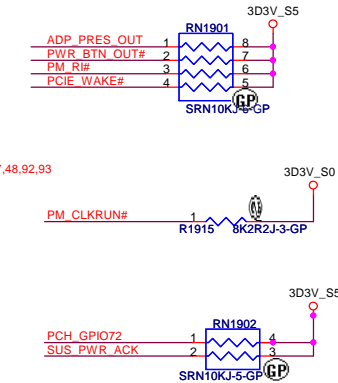 3D3V_S5
RN1901
ADP_PRES_OUT 1 8
PWR_BTN_OUT# 2 7
PM_RI# 3 6
PCIE_WAKE# 4 5
GP
SRN10KJ-6-GP
,48,92,93
3D3V_S0
PM_CLKRUN# 1
R1915 8K2R2J-3-GP
3D3V_S5
RN1902
PCH_GPIO72 1 4
SUS_PWR_ACK 2 3
SRN10KJ-5-GP GP